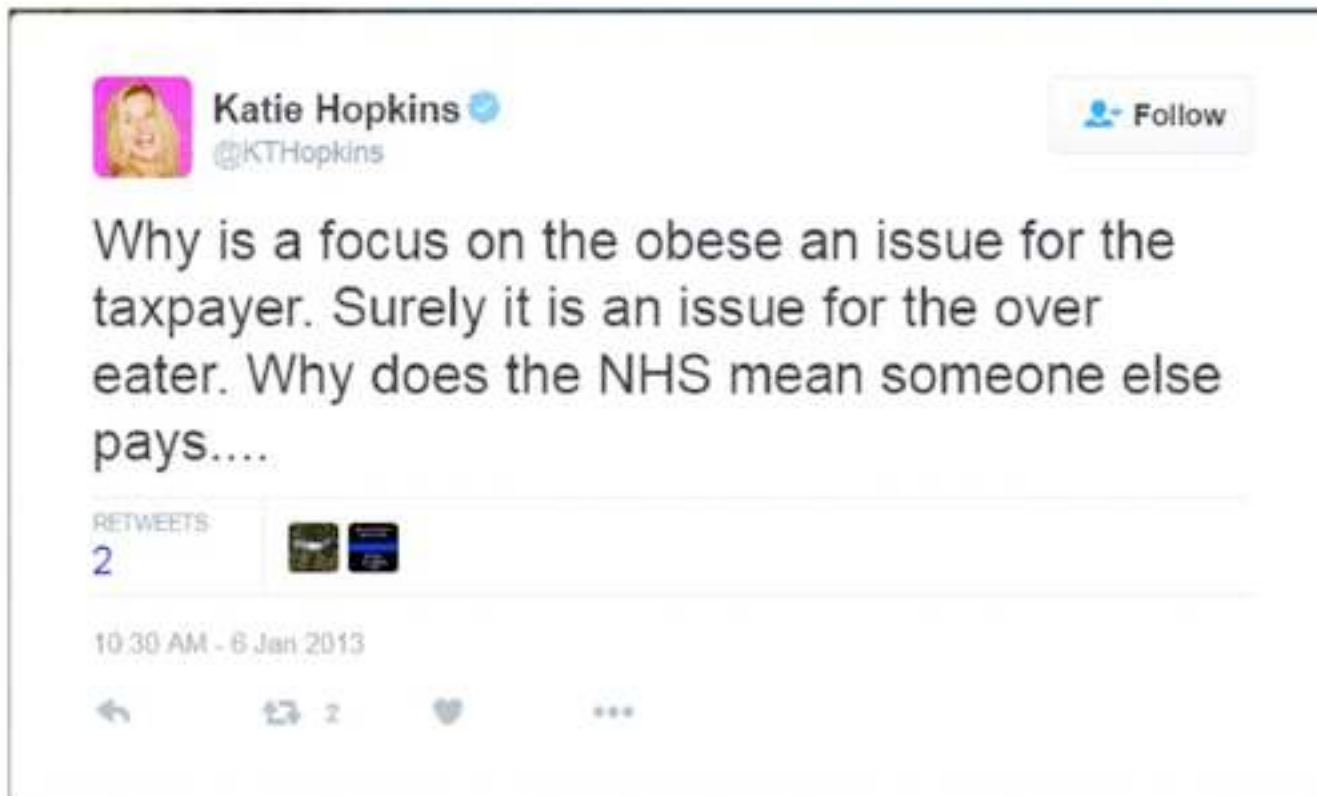 Katie Hopkins
@KTHopkins
Follow
Why is a focus on the obese an issue for the
taxpayer. Surely it is an issue for the over
eater. Why does the NHS mean someone else
pays....
RETWEETS
2
10:30 AM - 6 Jan 2013
2